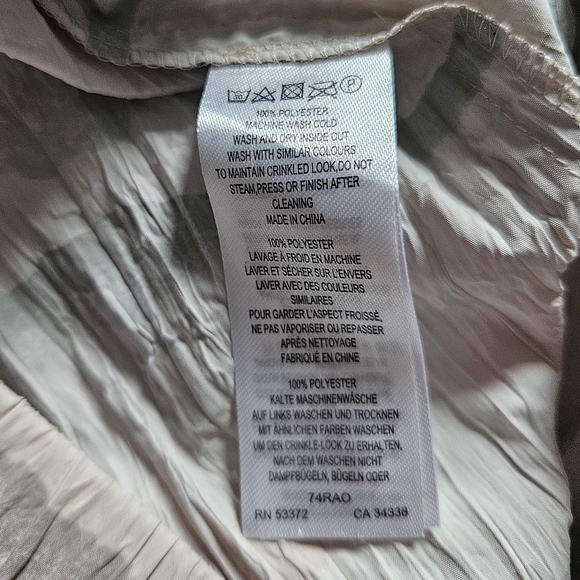 100% POLYESTER
MACHINE WASH COLD
WASH AND DRY INSIDE OUT
WASH WITH SIMILAR COLOURS
TO MAINTAIN CRINKLED LOOK,DO NOT
STEAM,PRESS OR FINISH AFTER
CLEANING
MADE IN CHINA
100% POLYESTER
LAVAGE À FROID EN MACHINE
LAVER ET SÉCHER SUR L'ENVERS
LAVER AVEC DES COULEURS
SIMILAIRES
POUR GARDER L'ASPECT FROISSÉ,
NE PAS VAPORISER OU REPASSER
APRÈS NETTOYAGE
FABRIQUÉ EN CHINE
100% POLYESTER
KALTE MASCHINENWÄSCHE
AUF LINKS WASCHEN UND TROCKNEN
MIT ÄHNLICHEN FARBEN WASCHEN
UM DEN CRINKLE-LOOK ZU ERHALTEN,
NACH DEM WASCHEN NICHT
DAMPFBÜGELN, BÜGELN ODER
74RAO
RN 53372 CA 34338